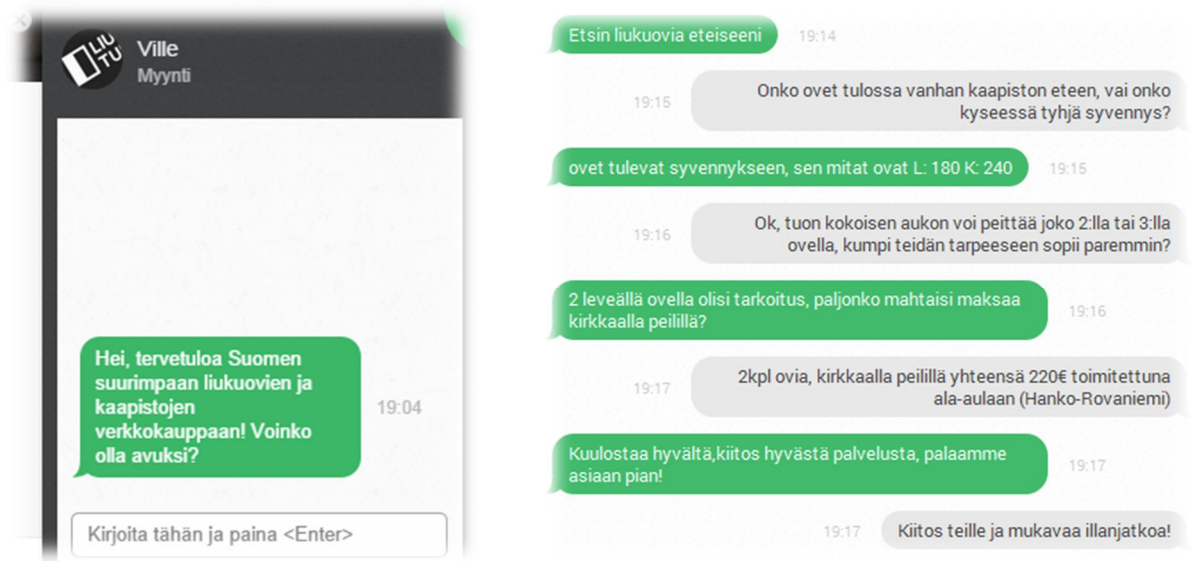 LIU
TU
Ville
Myynti
Hei, tervetuloa Suomen
suurimpaan liukuovien ja
kaapistojen
verkkokauppaan! Voinko
olla avuksi?
19:04
Kirjoita tähän ja paina <Enter>
Etsin liukuovia eteiseeni
19:14
19:15
Onko ovet tulossa vanhan kaapiston eteen, vai onko
kyseessä tyhjä syvennys?
ovet tulevat syvennykseen, sen mitat ovat L: 180 K: 240
19:15
19:16
Ok, tuon kokoisen aukon voi peittää joko 2:lla tai 3:lla
ovella, kumpi teidän tarpeeseen sopii paremmin?
2 leveällä ovella olisi tarkoitus, paljonko mahtaisi maksaa
kirkkaalla peilillä?
19:16
19:17
2kpl ovia, kirkkaalla peilillä yhteensä 220€ toimitettuna
ala-aulaan (Hanko-Rovaniemi)
Kuulostaa hyvältä,kiitos hyvästä palvelusta, palaamme
asiaan pian!
19:17
19:17
Kiitos teille ja mukavaa illanjatkoa!